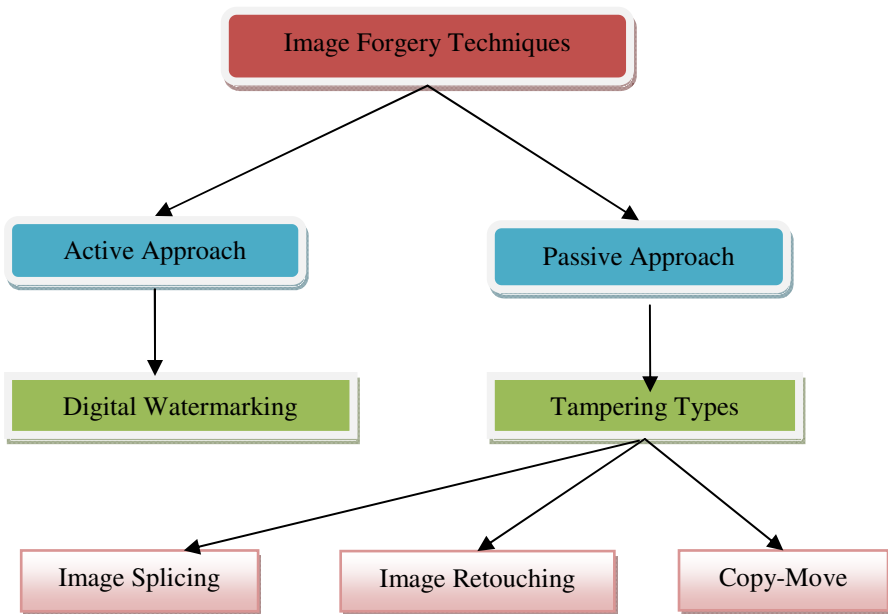 Image Forgery Techniques
Active Approach
Passive Approach
Digital Watermarking
Tampering Types
Image Splicing
Image Retouching
Copy-Move